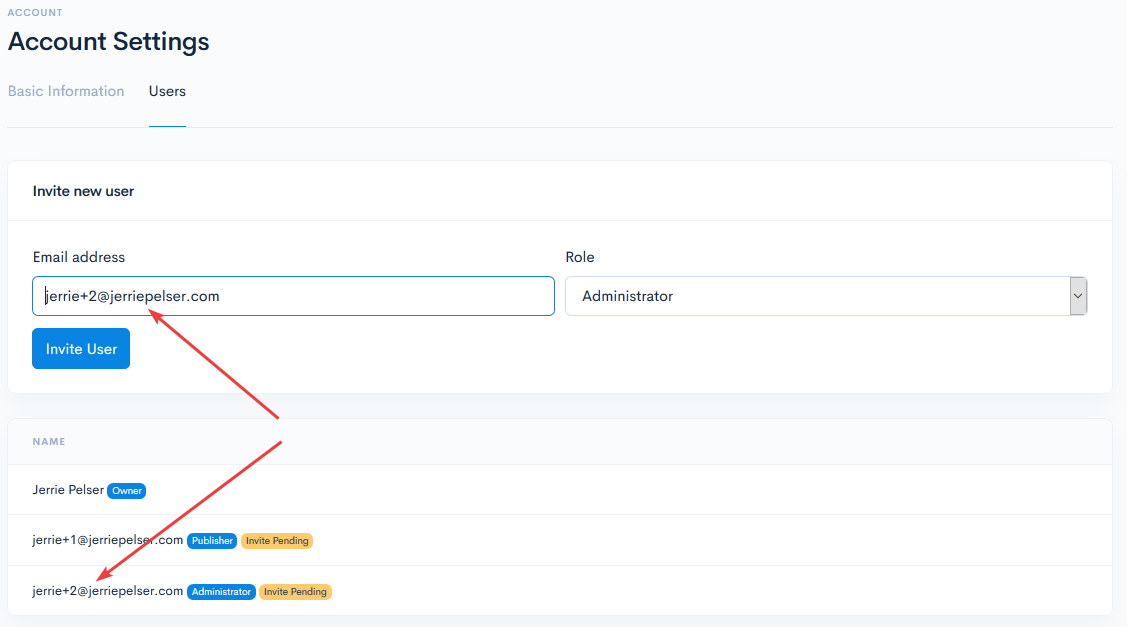 ACCOUNT
Account Settings
Basic Information Users
Invite new user
Email address Role
jerrie+2@jerriepelser.com Administrator
Invite User
NAME
Jerrie Pelser Owner
jerrie+1@jerriepelser.com Publisher Invite Pending
jerrie+2@jerriepelser.com Administrator Invite Pending